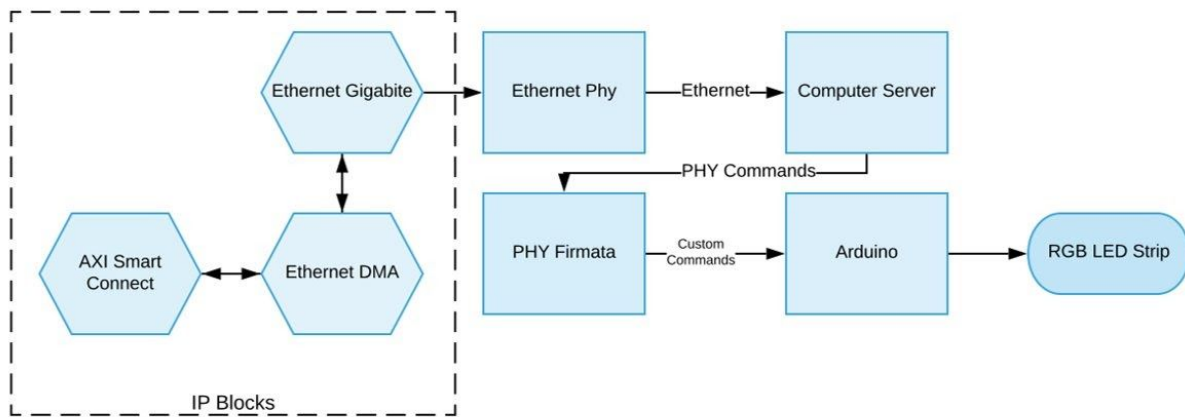 Ethernet Gigabite
Ethernet Phy
Ethernet
Computer Server
PHY Commands
AXI Smart
Connect
Ethernet DMA
PHY Firmata
Custom
Commands
Arduino
RGB LED Strip
IP Blocks